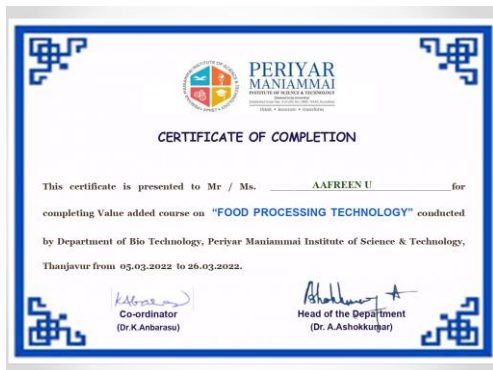 PERIYAR
MANIAMMAI
INSTITUTE OF SCIENCE & TECHNOLOGY
CERTIFICATE OF COMPLETION
This certificate is presented to Mr / Ms. AAFREEN U for
completing Value added course on "FOOD PROCESSING TECHNOLOGY" conducted
by Department of Bio Technology, Periyar Maniammai Institute of Science & Technology,
Thanjavur from 05.03.2022 to 26.03.2022.
Co-ordinator
(Dr.K.Anbarasu)
Head of the Department
(Dr. A.Ashokkumar)